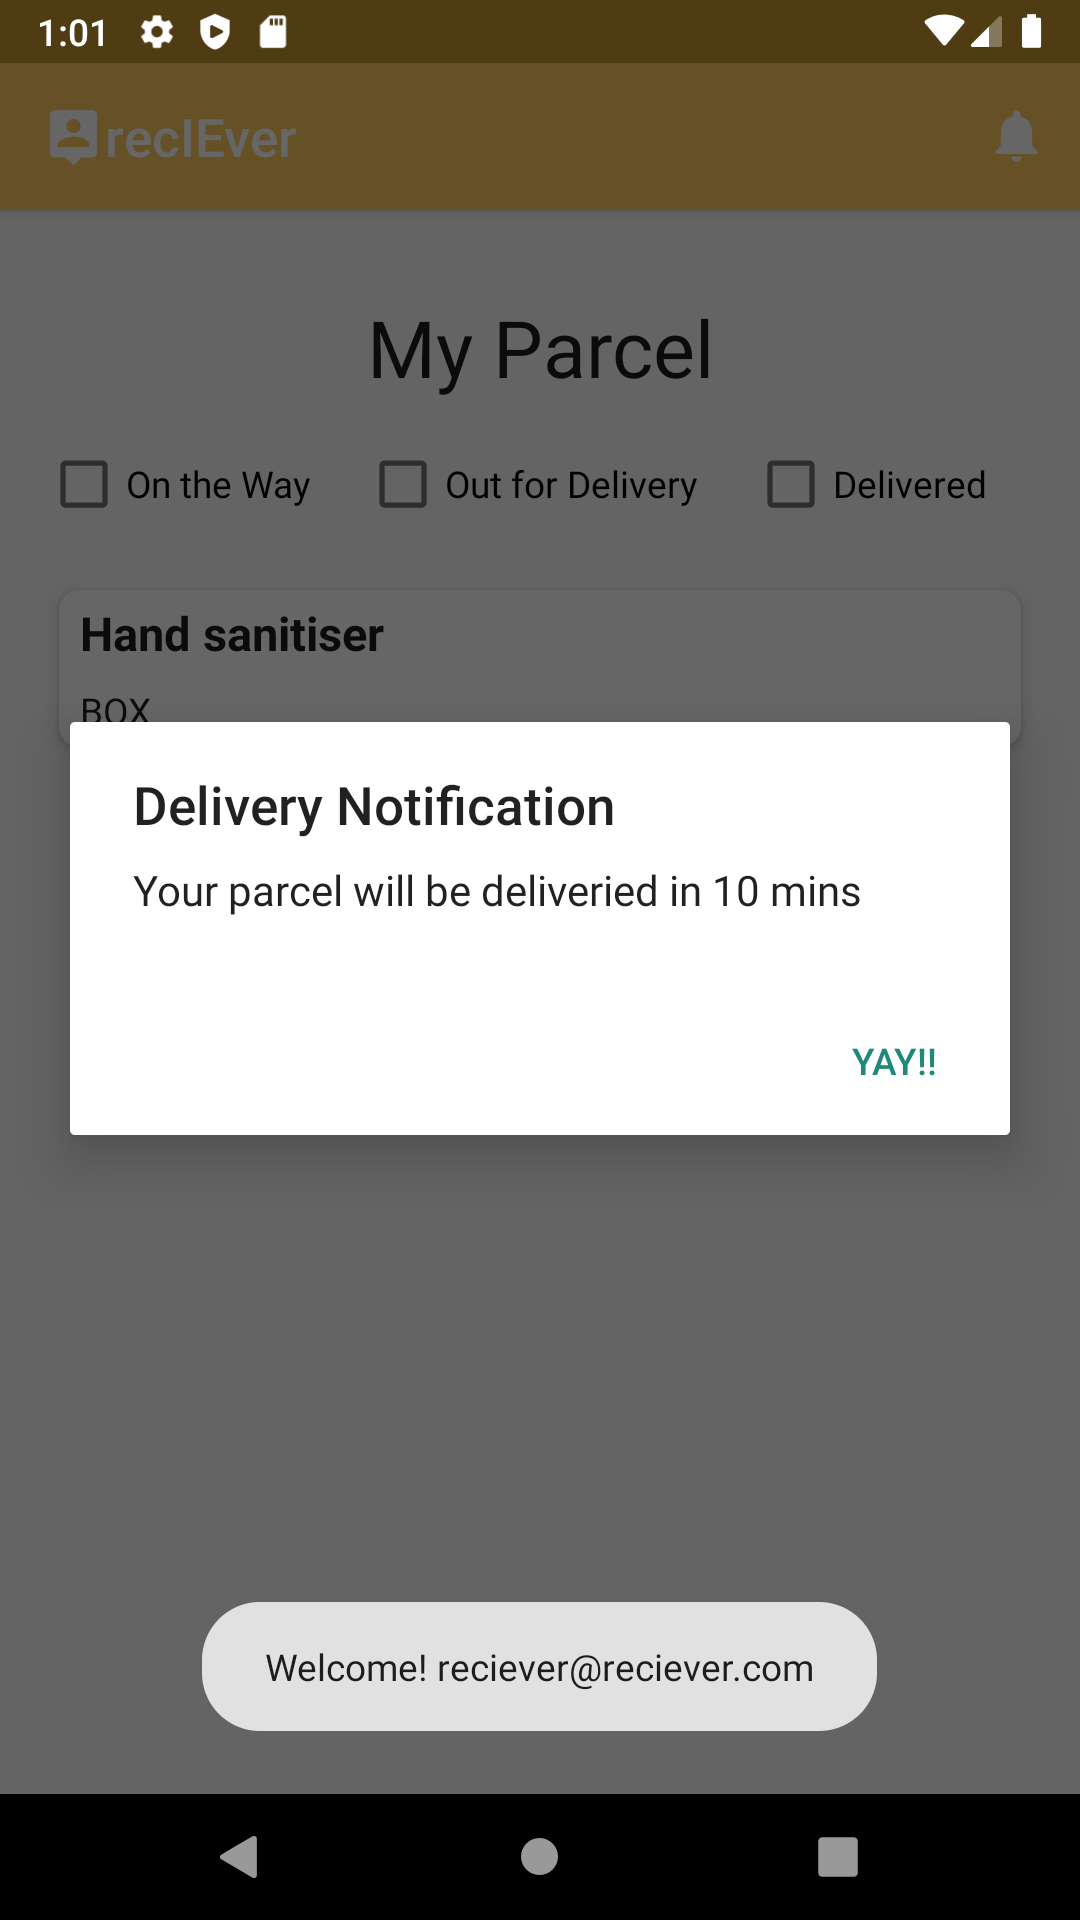 1:01
recIEver
My Parcel
On the Way
Out for Delivery
Delivered
Hand sanitiser
BOX
Delivery Notification
Your parcel will be deliveried in 10 mins
YAY!!
Welcome! reciever@reciever.com